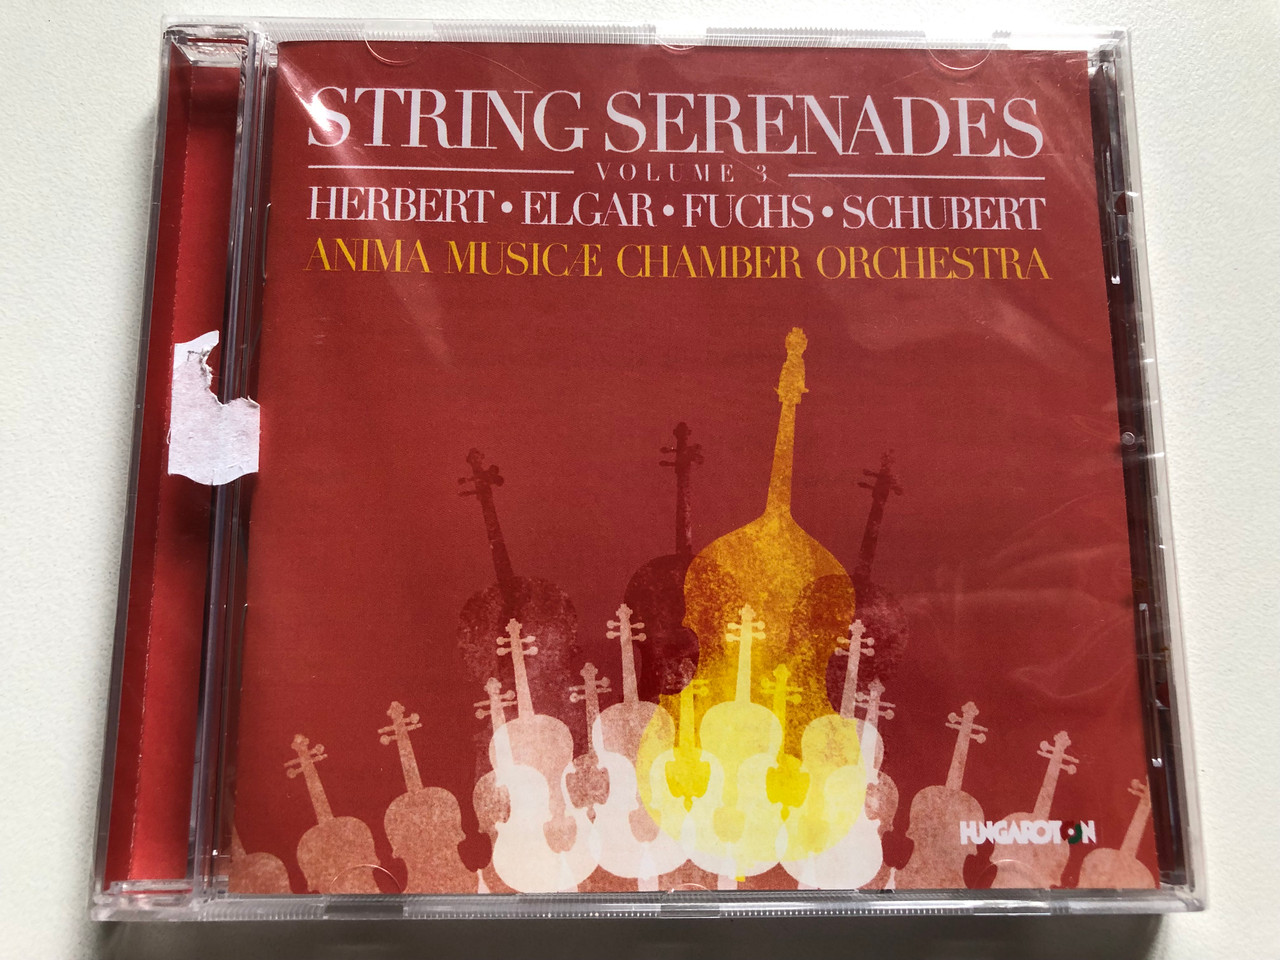 STRING SERENADES
VOLUME 3
HERBERT • ELGAR • FUCHS • SCHUBERT
ANIMA MUSICÆ CHAMBER ORCHESTRA
HUNGAROTON